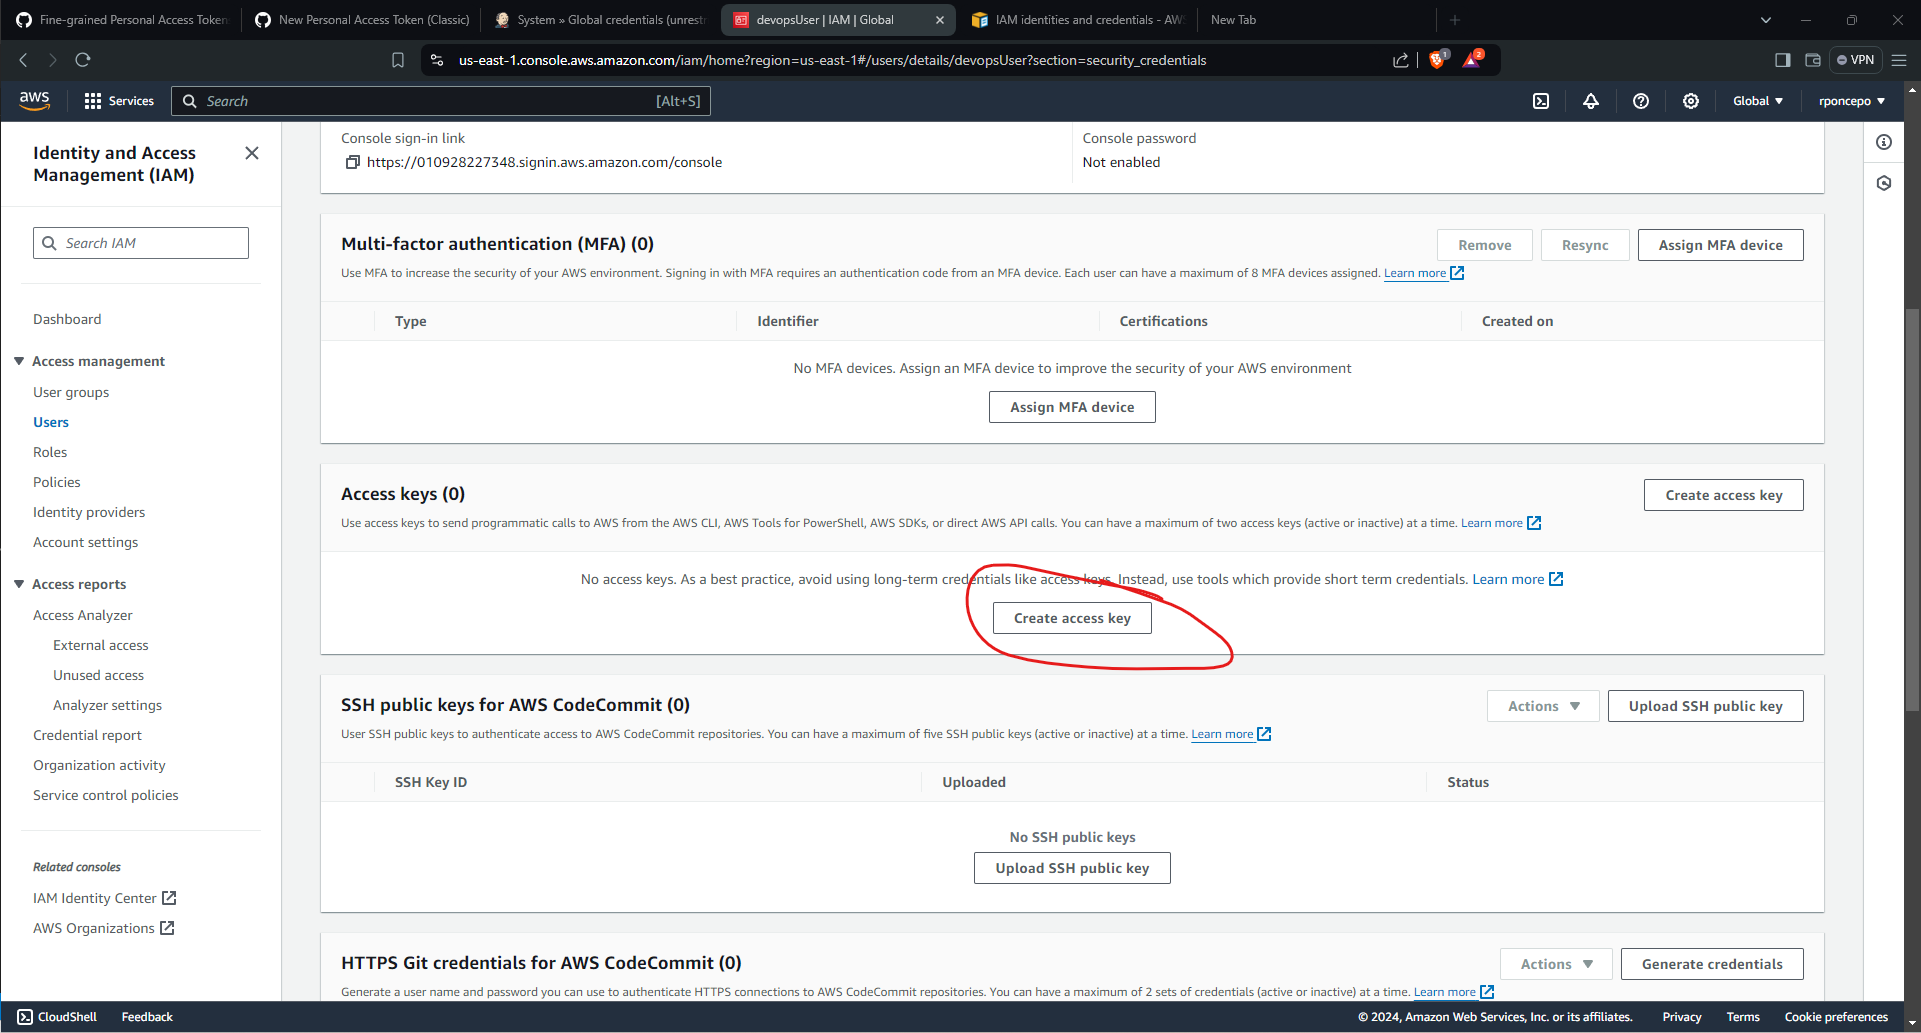 Fine-grained Personal Access Token
New Personal Access Token (Classic)
System » Global credentials (unrestr
devopsUser | IAM | Global
IAM identities and credentials - AWS
New Tab
us-east-1.console.aws.amazon.com/iam/home?region=us-east-1#/users/details/devopsUser?section=security_credentials
1
2
VPN
aws
Services
Search
[Alt+S]
Global
rponcepo
Identity and Access
Management (IAM)
Search IAM
Dashboard
Access management
User groups
Users
Roles
Policies
Identity providers
Account settings
Access reports
Access Analyzer
External access
Unused access
Analyzer settings
Credential report
Organization activity
Service control policies
Related consoles
IAM Identity Center
AWS Organizations
Console sign-in link
https://010928227348.signin.aws.amazon.com/console
Console password
Not enabled
Multi-factor authentication (MFA) (0)
Remove
Resync
Assign MFA device
Use MFA to increase the security of your AWS environment. Signing in with MFA requires an authentication code from an MFA device. Each user can have a maximum of 8 MFA devices assigned. Learn more
Type
Identifier
Certifications
Created on
No MFA devices. Assign an MFA device to improve the security of your AWS environment
Assign MFA device
Access keys (0)
Create access key
Use access keys to send programmatic calls to AWS from the AWS CLI, AWS Tools for PowerShell, AWS SDKs, or direct AWS API calls. You can have a maximum of two access keys (active or inactive) at a time. Learn more
No access keys. As a best practice, avoid using long-term credentials like access keys. Instead, use tools which provide short term credentials. Learn more
Create access key
SSH public keys for AWS CodeCommit (0)
Actions
Upload SSH public key
User SSH public keys to authenticate access to AWS CodeCommit repositories. You can have a maximum of five SSH public keys (active or inactive) at a time. Learn more
SSH Key ID
Uploaded
Status
No SSH public keys
Upload SSH public key
HTTPS Git credentials for AWS CodeCommit (0)
Actions
Generate credentials
Generate a user name and password you can use to authenticate HTTPS connections to AWS CodeCommit repositories. You can have a maximum of 2 sets of credentials (active or inactive) at a time. Learn more
CloudShell
Feedback
© 2024, Amazon Web Services, Inc. or its affiliates.
Privacy
Terms
Cookie preferences